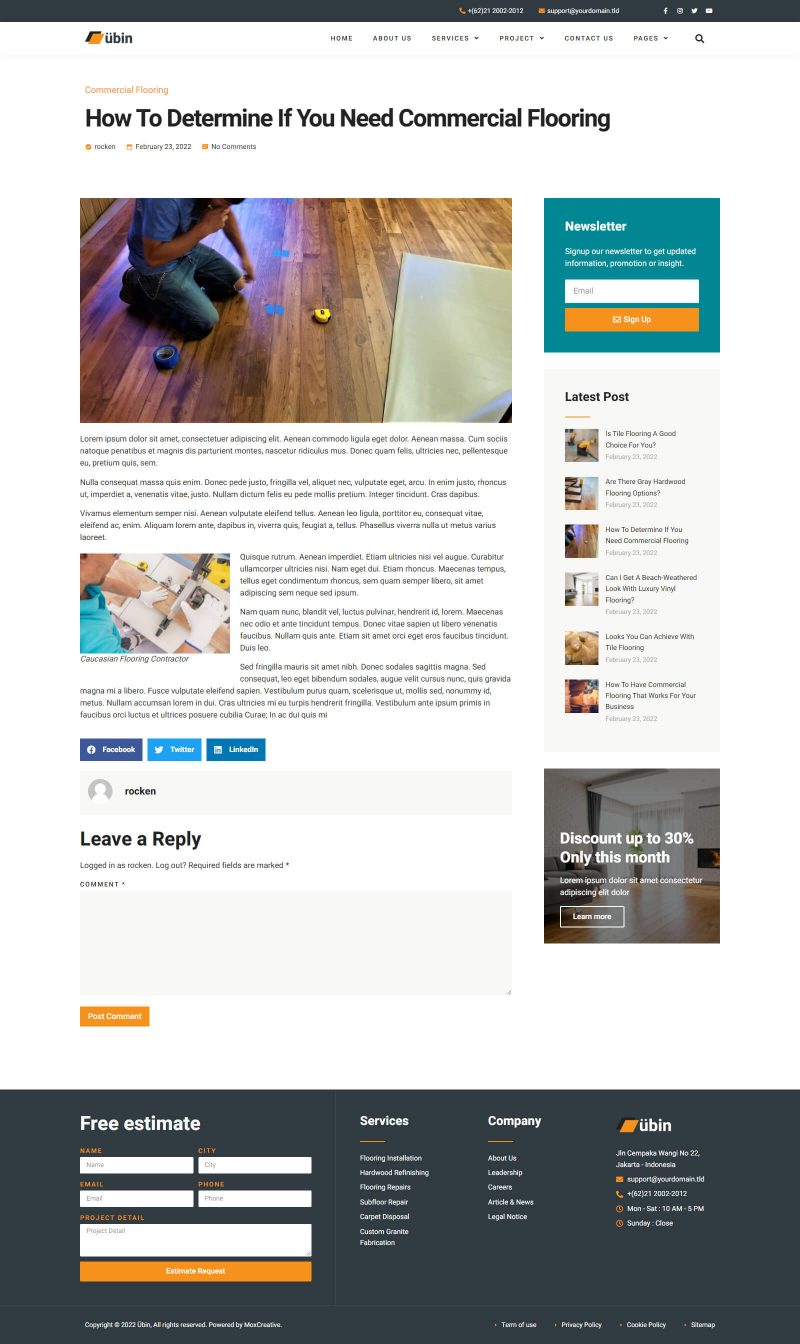 +(62)21 2002-2012 support@yourdomain.tld
übin
HOME ABOUT US SERVICES PROJECT CONTACT US PAGES
Commercial Flooring
How To Determine If You Need Commercial Flooring
rocken February 23, 2022 No Comments
Lorem ipsum dolor sit amet, consectetuer adipiscing elit. Aenean commodo ligula eget dolor. Aenean massa. Cum sociis
natoque penatibus et magnis dis parturient montes, nascetur ridiculus mus. Donec quam felis, ultricies nec, pellentesque
eu, pretium quis, sem.
Nulla consequat massa quis enim. Donec pede justo, fringilla vel, aliquet nec, vulputate eget, arcu. In enim justo, rhoncus
ut, imperdiet a, venenatis vitae, justo. Nullam dictum felis eu pede mollis pretium. Integer tincidunt. Cras dapibus.
Vivamus elementum semper nisi. Aenean vulputate eleifend tellus. Aenean leo ligula, porttitor eu, consequat vitae,
eleifend ac, enim. Aliquam lorem ante, dapibus in, viverra quis, feugiat a, tellus. Phasellus viverra nulla ut metus varius
laoreet.
Quisque rutrum. Aenean imperdiet. Etiam ultricies nisi vel augue. Curabitur
ullamcorper ultricies nisi. Nam eget dui. Etiam rhoncus. Maecenas tempus,
tellus eget condimentum rhoncus, sem quam semper libero, sit amet
adipiscing sem neque sed ipsum.
Nam quam nunc, blandit vel, luctus pulvinar, hendrerit id, lorem. Maecenas
nec odio et ante tincidunt tempus. Donec vitae sapien ut libero venenatis
faucibus. Nullam quis ante. Etiam sit amet orci eget eros faucibus tincidunt.
Duis leo.
Caucasian Flooring Contractor
Sed fringilla mauris sit amet nibh. Donec sodales sagittis magna. Sed
consequat, leo eget bibendum sodales, augue velit cursus nunc, quis gravida
magna mi a libero. Fusce vulputate eleifend sapien. Vestibulum purus quam, scelerisque ut, mollis sed, nonummy id,
metus. Nullam accumsan lorem in dui. Cras ultricies mi eu turpis hendrerit fringilla. Vestibulum ante ipsum primis in
faucibus orci luctus et ultrices posuere cubilia Curae; In ac dui quis mi
Facebook Twitter LinkedIn
rocken
Leave a Reply
Logged in as rocken. Log out? Required fields are marked *
COMMENT *
Post Comment
Newsletter
Signup our newsletter to get updated
information, promotion or insight.
Email
Sign Up
Latest Post
Is Tile Flooring A Good
Choice For You?
February 23, 2022
Are There Gray Hardwood
Flooring Options?
February 23, 2022
How To Determine If You
Need Commercial Flooring
February 23, 2022
Can I Get A Beach-Weathered
Look With Luxury Vinyl
Flooring?
February 23, 2022
Looks You Can Achieve With
Tile Flooring
February 23, 2022
How To Have Commercial
Flooring That Works For Your
Business
February 23, 2022
Discount up to 30%
Only this month
Lorem ipsum dolor sit amet consectetur
adipiscing elit dolor
Learn more
Free estimate
NAME CITY
Name City
EMAIL PHONE
Email Phone
PROJECT DETAIL
Project Detail
Estimate Request
Services
Flooring Installation
Hardwood Refinishing
Flooring Repairs
Subfloor Repair
Carpet Disposal
Custom Granite
Fabrication
Company
About Us
Leadership
Careers
Article & News
Legal Notice
übin
Jln Cempaka Wangi No 22,
Jakarta - Indonesia
support@yourdomain.tld
+(62)21 2002-2012
Mon - Sat : 10 AM - 5 PM
Sunday : Close
Copyright © 2022 Übin, All rights reserved. Powered by MoxCreative.
Term of use Privacy Policy Cookie Policy Sitemap